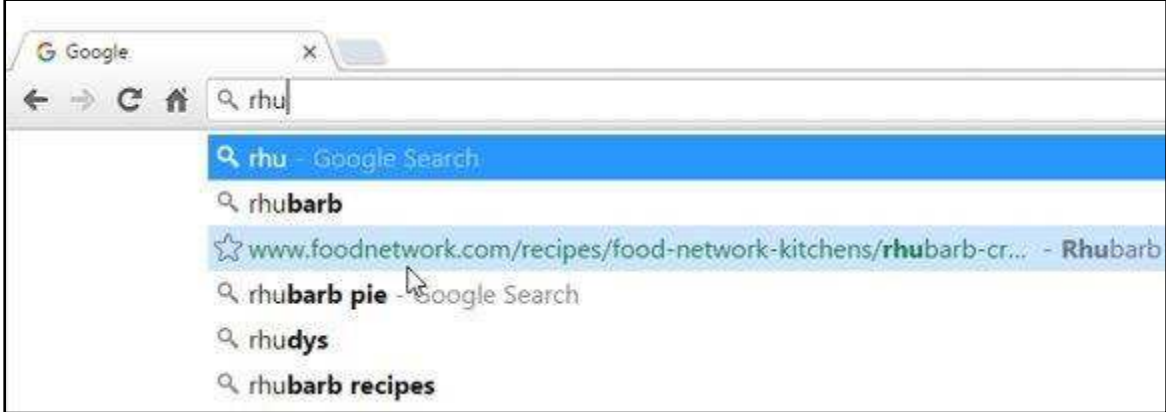 Google
rhu
rhu - Google Search
rhubarb
www.foodnetwork.com/recipes/food-network-kitchens/rhubarb-cr... - Rhubarb
rhubarb pie - Google Search
rhudys
rhubarb recipes